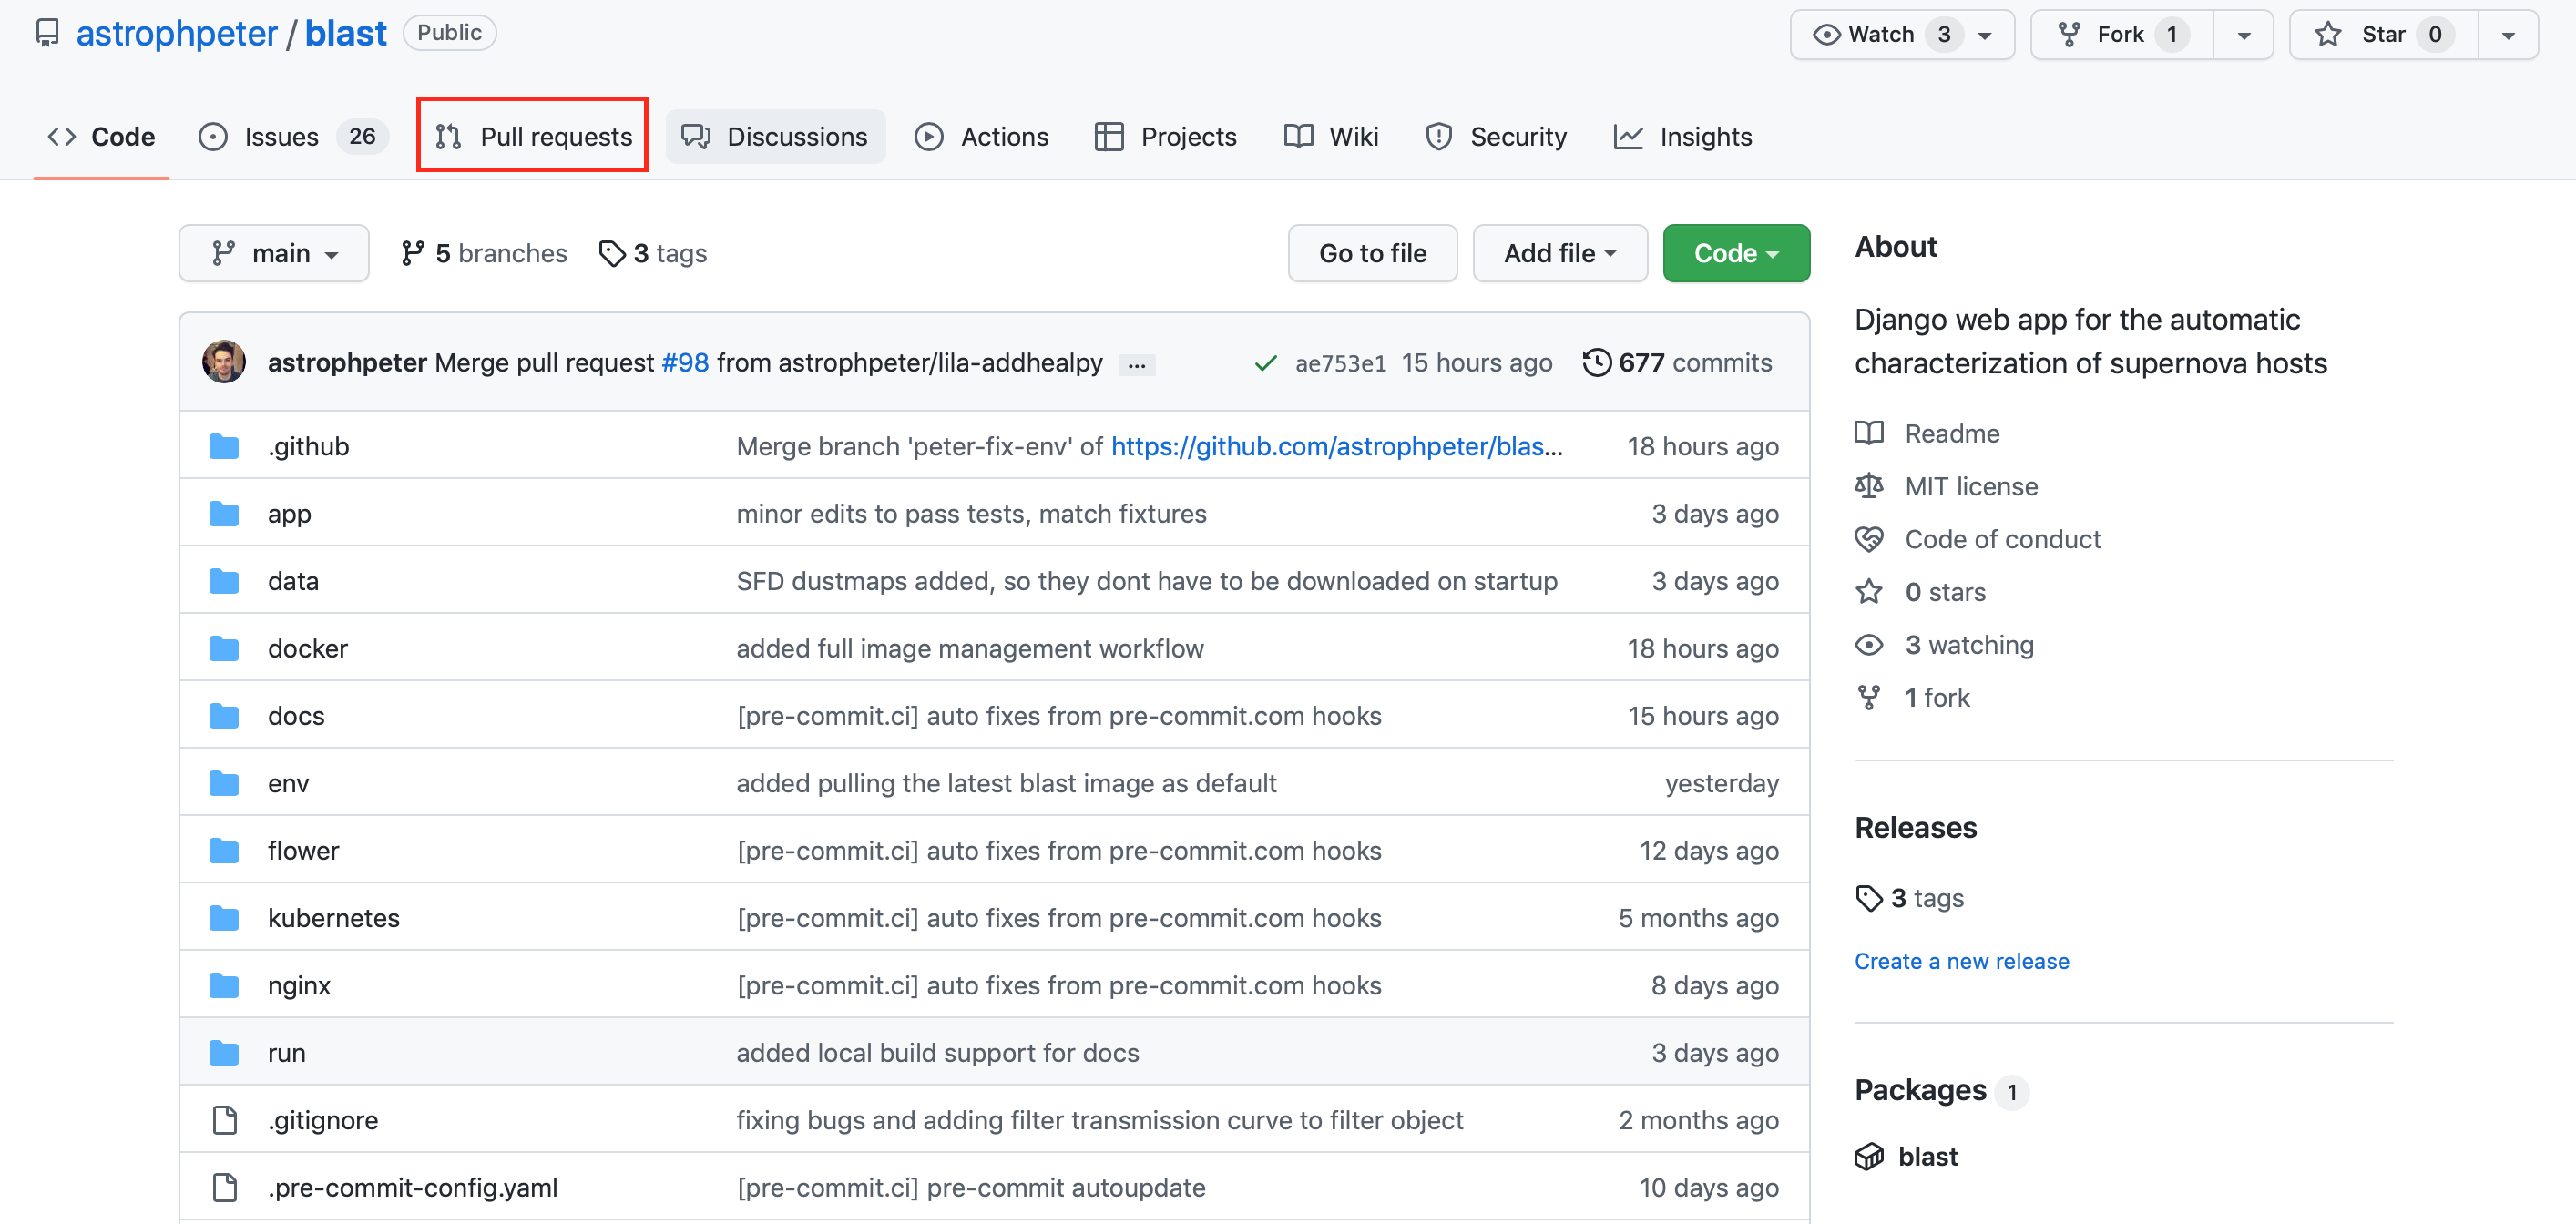 astrophpeter / blast Public Watch 3 Fork 1 Star 0
Code Issues 26 Pull requests Discussions Actions Projects Wiki Security Insights
main 5 branches 3 tags Go to file Add file Code
astrophpeter Merge pull request #98 from astrophpeter/lila-addhealpy ... ae753e1 15 hours ago 677 commits
.github Merge branch 'peter-fix-env' of https://github.com/astrophpeter/blas... 18 hours ago
app minor edits to pass tests, match fixtures 3 days ago
data SFD dustmaps added, so they dont have to be downloaded on startup 3 days ago
docker added full image management workflow 18 hours ago
docs [pre-commit.ci] auto fixes from pre-commit.com hooks 15 hours ago
env added pulling the latest blast image as default yesterday
flower [pre-commit.ci] auto fixes from pre-commit.com hooks 12 days ago
kubernetes [pre-commit.ci] auto fixes from pre-commit.com hooks 5 months ago
nginx [pre-commit.ci] auto fixes from pre-commit.com hooks 8 days ago
run added local build support for docs 3 days ago
.gitignore fixing bugs and adding filter transmission curve to filter object 2 months ago
.pre-commit-config.yaml [pre-commit.ci] pre-commit autoupdate 10 days ago
About
Django web app for the automatic
characterization of supernova hosts
Readme
MIT license
Code of conduct
0 stars
3 watching
1 fork
Releases
3 tags
Create a new release
Packages 1
blast